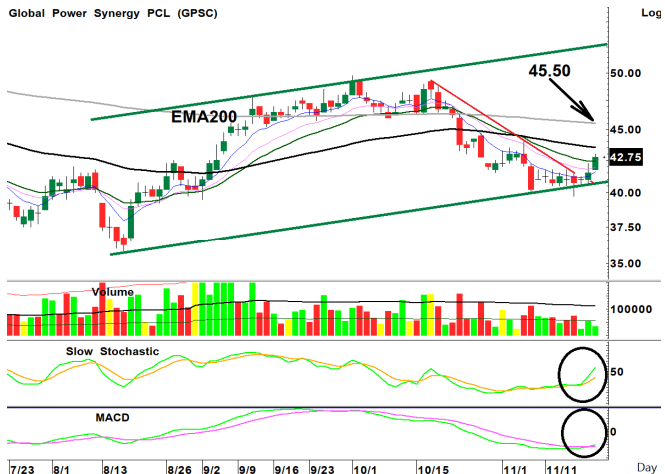 Global Power Synergy PCL (GPSC) Log
50.00
45.50
EMA200
45.00
42.75
40.00
37.50
35.00
Volume
100000
Slow Stochastic
50
MACD
0
7/23 8/1 8/13 8/26 9/2 9/9 9/16 9/23 10/1 10/15 11/1 11/11 Day